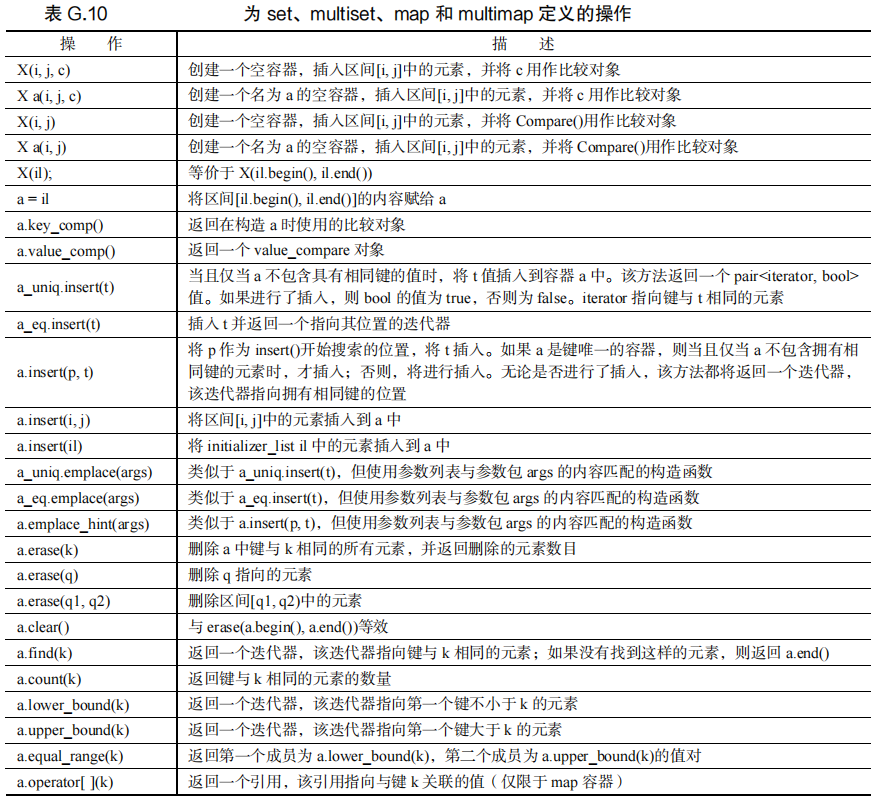 表 G.10 为 set、multiset、map 和 multimap 定义的操作
操 作 描 述
X(i, j, c) 创建一个空容器，插入区间[i, j]中的元素，并将 c 用作比较对象
X a(i, j, c) 创建一个名为 a 的空容器，插入区间[i, j]中的元素，并将 c 用作比较对象
X(i, j) 创建一个空容器，插入区间[i, j]中的元素，并将 Compare()用作比较对象
X a(i, j) 创建一个名为 a 的空容器，插入区间[i, j]中的元素，并将 Compare()用作比较对象
X(il); 等价于 X(il.begin(), il.end())
a = il 将区间[il.begin(), il.end()]的内容赋给 a
a.key_comp() 返回在构造 a 时使用的比较对象
a.value_comp() 返回一个 value_compare 对象
a_uniq.insert(t) 当且仅当 a 不包含具有相同键的值时，将 t 值插入到容器 a 中。该方法返回一个 pair<iterator, bool>
值。如果进行了插入，则 bool 的值为 true，否则为 false。iterator 指向键与 t 相同的元素
a_eq.insert(t) 插入 t 并返回一个指向其位置的迭代器
a.insert(p, t) 将 p 作为 insert()开始搜索的位置，将 t 插入。如果 a 是键唯一的容器，则当且仅当 a 不包含拥有相
同键的元素时，才插入；否则，将进行插入。无论是否进行了插入，该方法都将返回一个迭代器，
该迭代器指向拥有相同键的位置
a.insert(i, j) 将区间[i, j]中的元素插入到 a 中
a.insert(il) 将 initializer_list il 中的元素插入到 a 中
a_uniq.emplace(args) 类似于 a_uniq.insert(t)，但使用参数列表与参数包 args 的内容匹配的构造函数
a_eq.emplace(args) 类似于 a_eq.insert(t)，但使用参数列表与参数包 args 的内容匹配的构造函数
a.emplace_hint(args) 类似于 a.insert(p, t)，但使用参数列表与参数包 args 的内容匹配的构造函数
a.erase(k) 删除 a 中键与 k 相同的所有元素，并返回删除的元素数目
a.erase(q) 删除 q 指向的元素
a.erase(q1, q2) 删除区间[q1, q2)中的元素
a.clear() 与 erase(a.begin(), a.end())等效
a.find(k) 返回一个迭代器，该迭代器指向键与 k 相同的元素；如果没有找到这样的元素，则返回 a.end()
a.count(k) 返回键与 k 相同的元素的数量
a.lower_bound(k) 返回一个迭代器，该迭代器指向第一个键不小于 k 的元素
a.upper_bound(k) 返回一个迭代器，该迭代器指向第一个键大于 k 的元素
a.equal_range(k) 返回第一个成员为 a.lower_bound(k)，第二个成员为 a.upper_bound(k)的值对
a.operator[ ](k) 返回一个引用，该引用指向与键 k 关联的值（仅限于 map 容器）